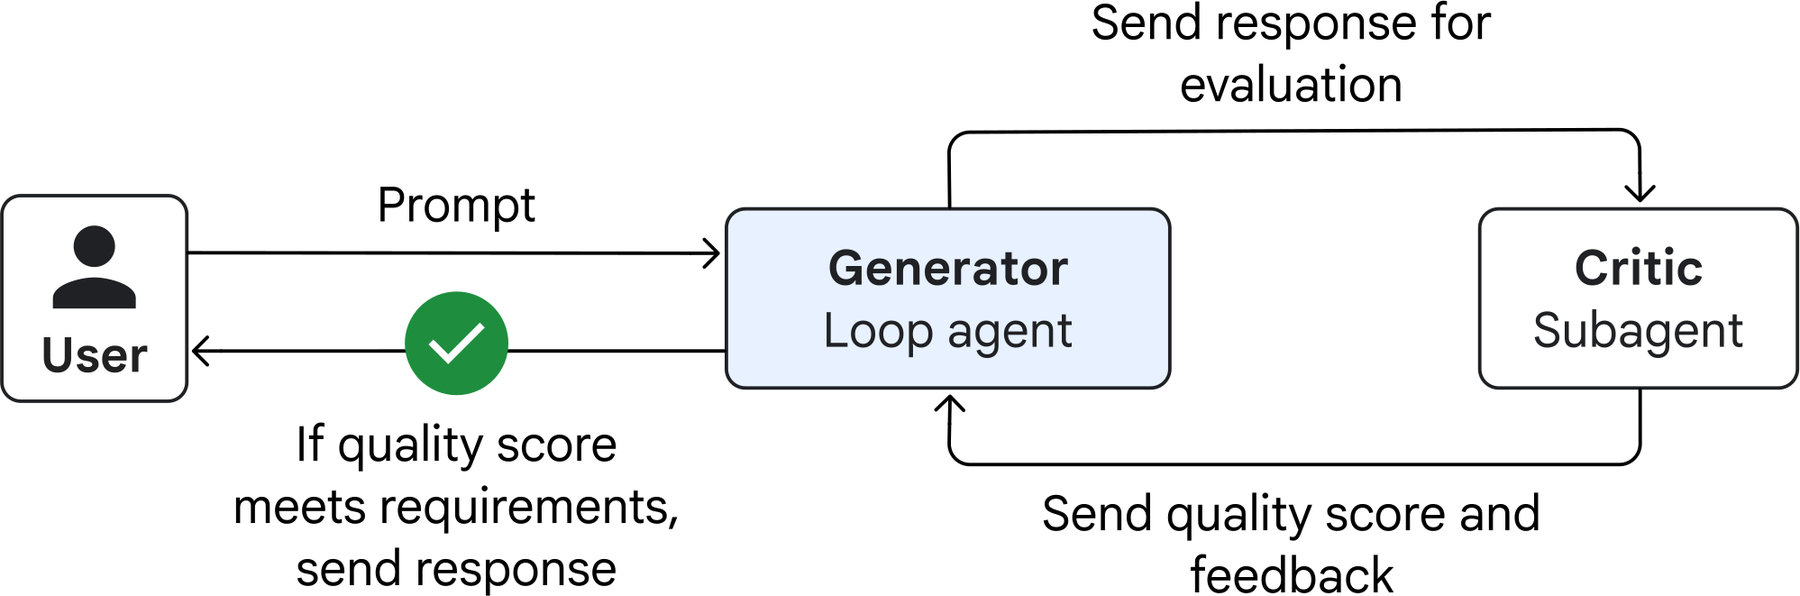 Send response for
evaluation
Prompt
User
Generator
Loop agent
Critic
Subagent
If quality score
meets requirements,
send response
Send quality score and
feedback